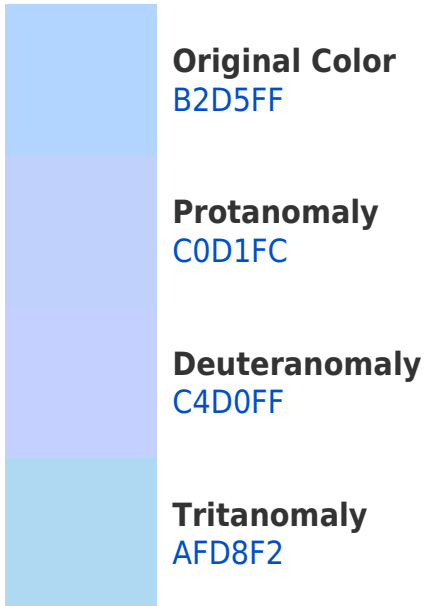 Original Color
B2D5FF
Protanomaly
C0D1FC
Deuteranomaly
C4D0FF
Tritanomaly
AFD8F2